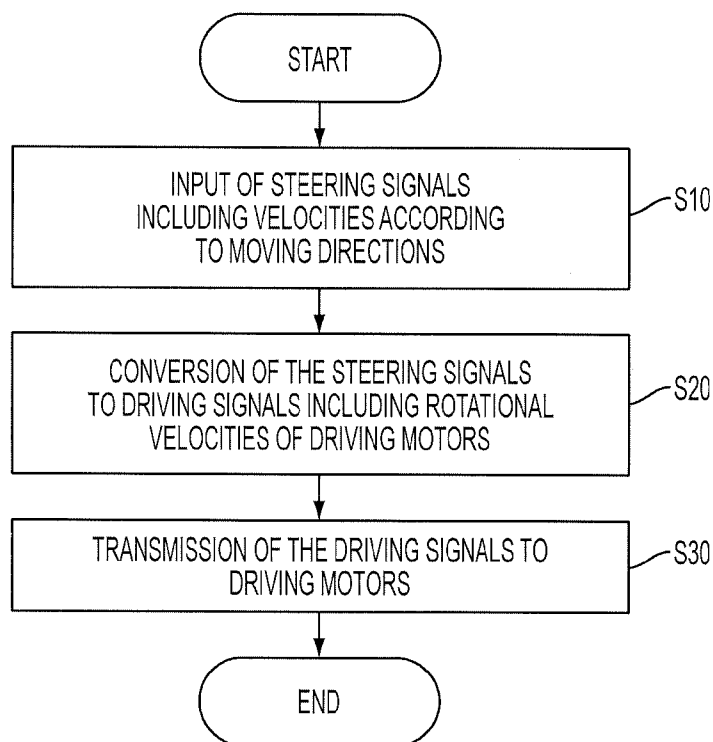 START
INPUT OF STEERING SIGNALS
INCLUDING VELOCITIES ACCORDING
TO MOVING DIRECTIONS
S10
CONVERSION OF THE STEERING SIGNALS
TO DRIVING SIGNALS INCLUDING ROTATIONAL
VELOCITIES OF DRIVING MOTORS
S20
TRANSMISSION OF THE DRIVING SIGNALS TO
DRIVING MOTORS
S30
END